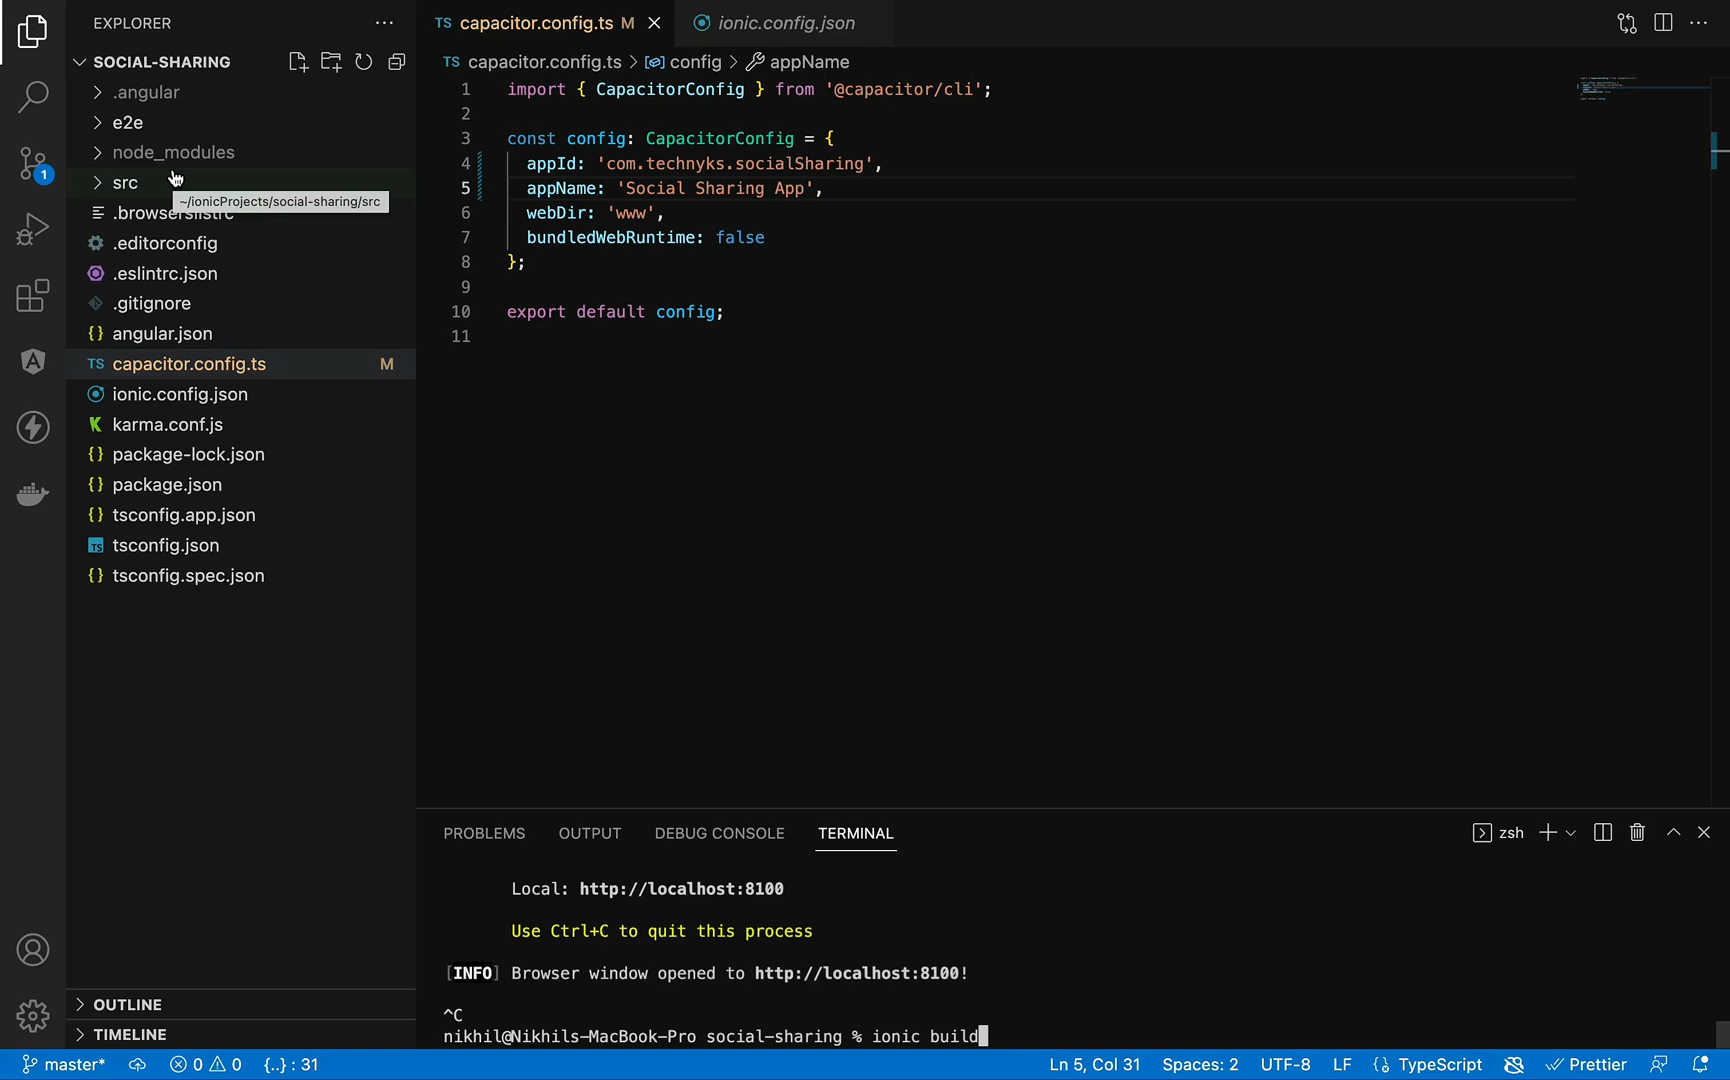 EXPLORER
SOCIAL-SHARING
.angular
e2e
node_modules
src
~/ionicProjects/social-sharing/src
.browserslistrc
.editorconfig
.eslintrc.json
.gitignore
{} angular.json
TS capacitor.config.ts M
ionic.config.json
karma.conf.js
{} package-lock.json
{} package.json
{} tsconfig.app.json
TS tsconfig.json
{} tsconfig.spec.json
OUTLINE
TIMELINE
TS capacitor.config.ts M
ionic.config.json
TS capacitor.config.ts > config > appName
1 import { CapacitorConfig } from '@capacitor/cli';
2
3 const config: CapacitorConfig = {
4 appId: 'com.technyks.socialSharing',
5 appName: 'Social Sharing App',
6 webDir: 'www',
7 bundledWebRuntime: false
8 };
9
10 export default config;
11
PROBLEMS OUTPUT DEBUG CONSOLE TERMINAL
zsh
Local: http://localhost:8100
Use Ctrl+C to quit this process
[INFO] Browser window opened to http://localhost:8100!
^C
nikhil@Nikhils-MacBook-Pro social-sharing % ionic build
1
master* 0 0 {..} : 31 Ln 5, Col 31 Spaces: 2 UTF-8 LF {} TypeScript Prettier